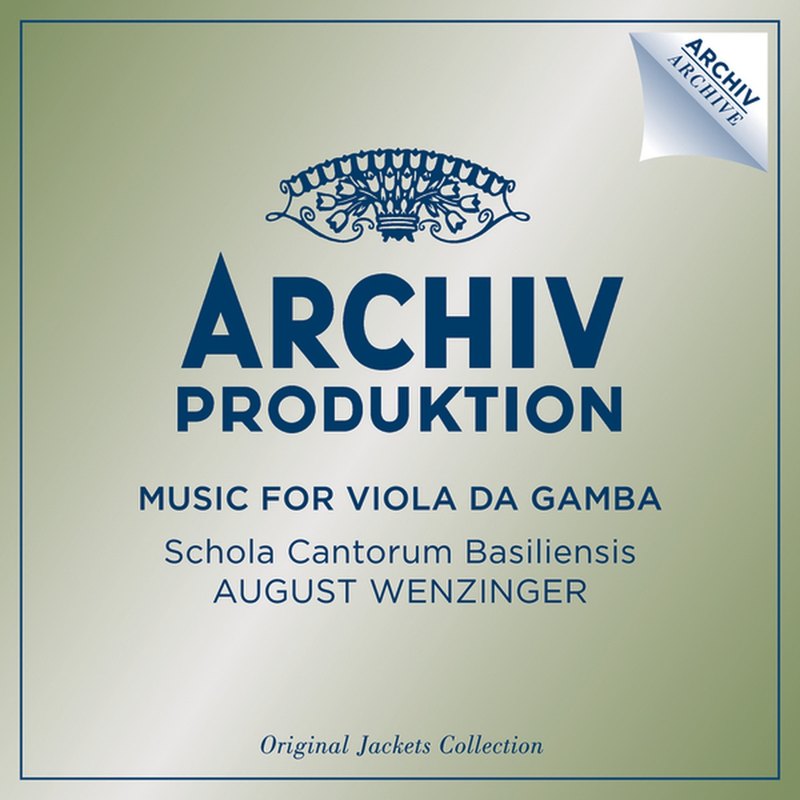 ARCHIV
ARCHIVE
ARCHIV
PRODUKTION
MUSIC FOR VIOLA DA GAMBA
Schola Cantorum Basiliensis
AUGUST WENZINGER
Original Jackets Collection